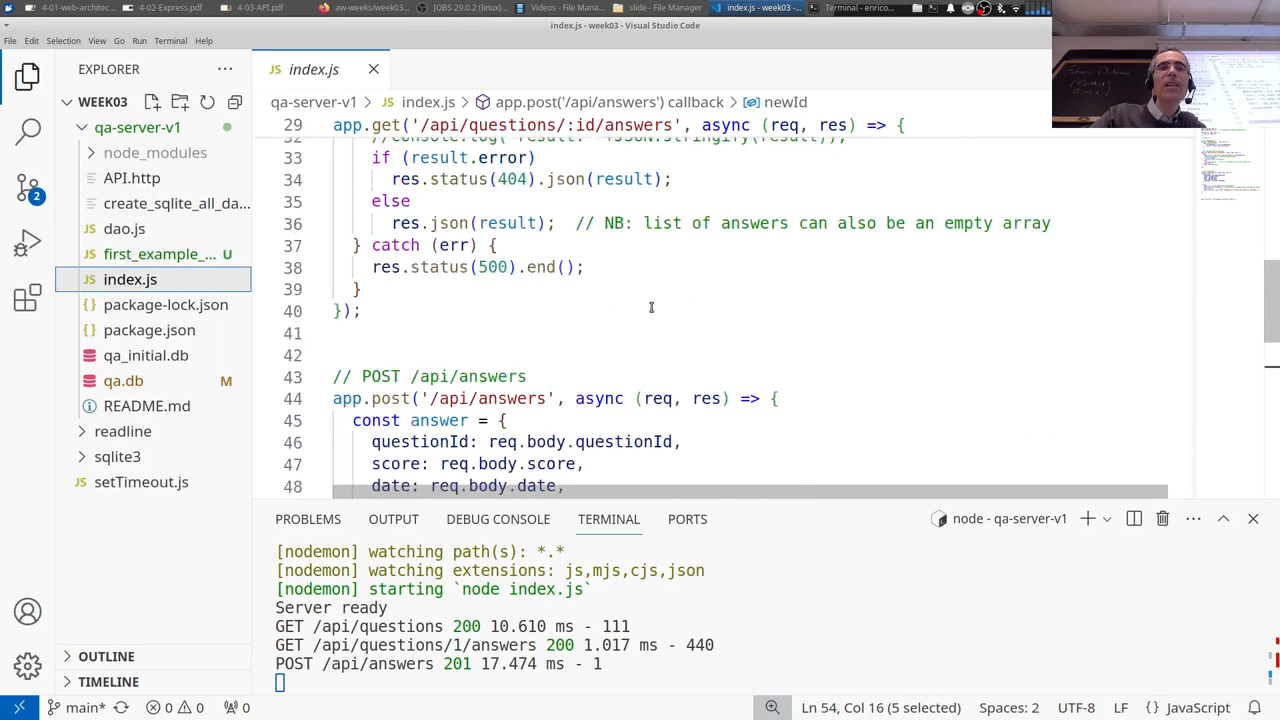 4-01-web-architect...
4-02-Express.pdf
4-03-API.pdf
aw-weeks/week03...
[OBS 29.0.2 (linux)...
Videos - File Mana...
slide - File Manager
index.js - week03 -...
Terminal - enrico...
index.js - week03 - Visual Studio Code
File Edit Selection View Go Run Terminal Help
EXPLORER
JS index.js
WEEK03
qa-server-v1
node_modules
API.http
create_sqlite_all_da...
JS dao.js
JS first_example_... U
JS index.js
{} package-lock.json
{} package.json
qa_initial.db
qa.db M
README.md
readline
sqlite3
JS setTimeout.js
OUTLINE
TIMELINE
2
qa-server-v1 > JS index.js > app.post('/api/answers') callback > newId
29 app.get('/api/ques answers', async (req, res) => {
33 if (result.error)
34 res.status(404).json(result);
35 else
36 res.json(result); // NB: list of answers can also be an empty array
37 } catch (err) {
38 res.status(500).end();
39 }
40 });
41
42
43 // POST /api/answers
44 app.post('/api/answers', async (req, res) => {
45 const answer = {
46 questionId: req.body.questionId,
47 score: req.body.score,
48 date: req.body.date,
PROBLEMS OUTPUT DEBUG CONSOLE TERMINAL PORTS
node - qa-server-v1
[nodemon] watching path(s): *.*
[nodemon] watching extensions: js,mjs,cjs,json
[nodemon] starting `node index.js`
Server ready
GET /api/questions 200 10.610 ms - 111
GET /api/questions/1/answers 200 1.017 ms - 440
POST /api/answers 201 17.474 ms - 1
main* 0 0 0 Ln 54, Col 16 (5 selected) Spaces: 2 UTF-8 LF {} JavaScript